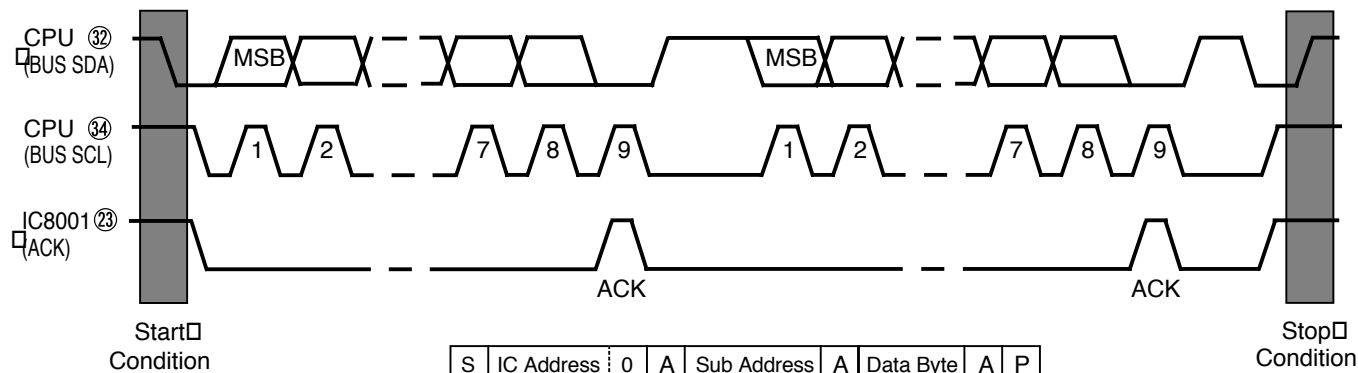 CPU ㉜
(BUS SDA)
MSB
MSB
CPU ㉞
(BUS SCL)
1 2 7 8 9 1 2 7 8 9
IC8001 ㉓
(ACK)
ACK
ACK
Start
Condition
Stop
Condition
S IC Address 0 A Sub Address A Data Byte A P